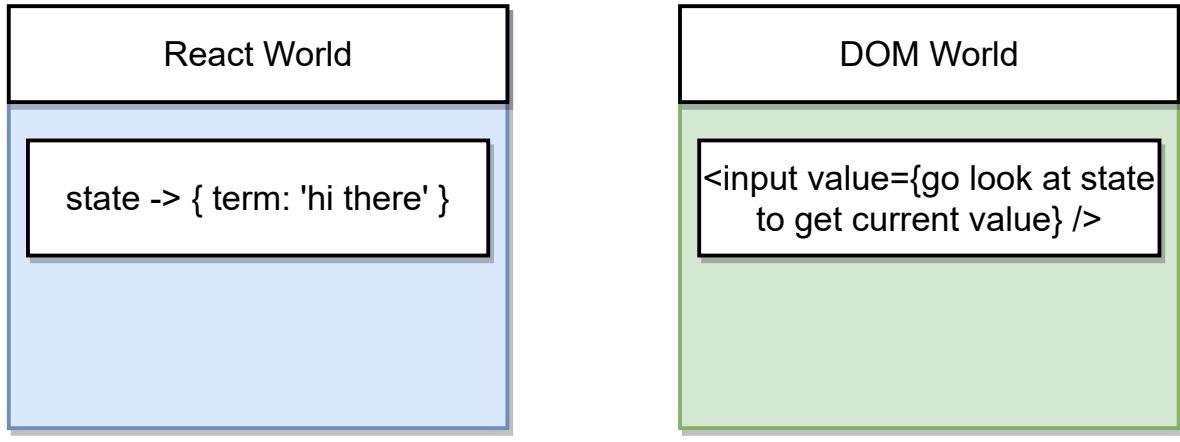 React World
state -> { term: 'hi there' }
DOM World
<input value={go look at state
to get current value} />